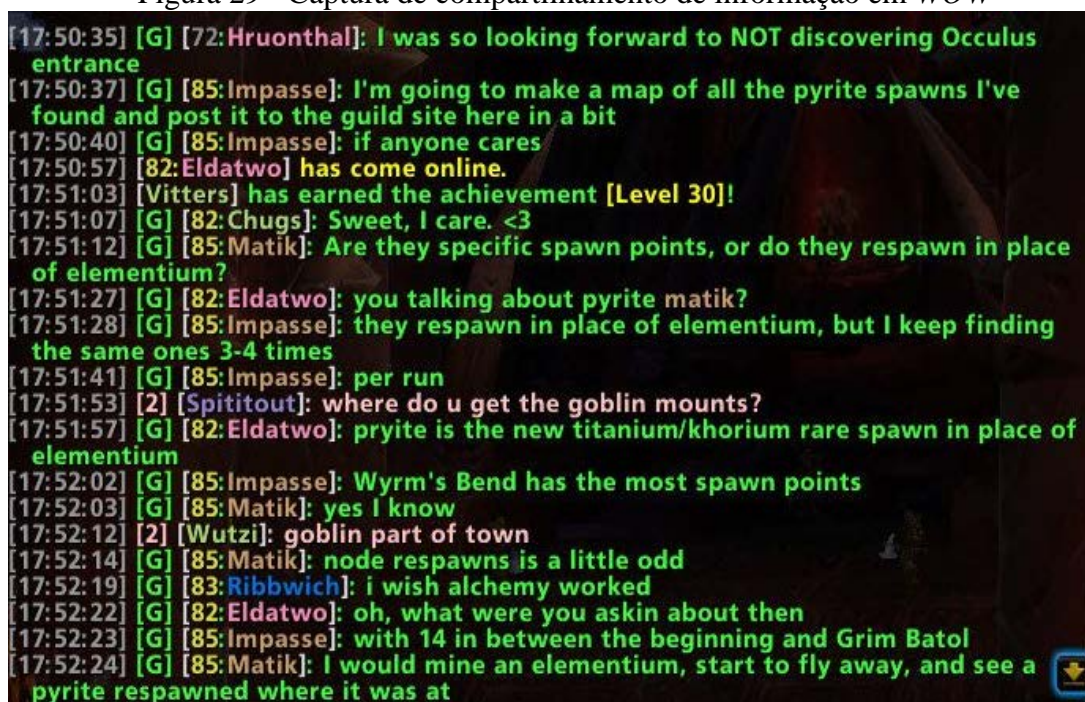 Figura 29 - Captura de compartilhamento de informação em WOW
[17:50:35] [G] [72:Hruonthal]: I was so looking forward to NOT discovering Occulus
entrance
[17:50:37] [G] [85:Impasse]: I'm going to make a map of all the pyrite spawns I've
found and post it to the guild site here in a bit
[17:50:40] [G] [85:Impasse]: if anyone cares
[17:50:57] [82:Eldatwo] has come online.
[17:51:03] [Vitters] has earned the achievement [Level 30]!
[17:51:07] [G] [82:Chugs]: Sweet, I care. <3
[17:51:12] [G] [85:Matik]: Are they specific spawn points, or do they respawn in place
of elementium?
[17:51:27] [G] [82:Eldatwo]: you talking about pyrite matik?
[17:51:28] [G] [85:Impasse]: they respawn in place of elementium, but I keep finding
the same ones 3-4 times
[17:51:41] [G] [85:Impasse]: per run
[17:51:53] [2] [Spititout]: where do u get the goblin mounts?
[17:51:57] [G] [82:Eldatwo]: pryite is the new titanium/khorium rare spawn in place of
elementium
[17:52:02] [G] [85:Impasse]: Wyrm's Bend has the most spawn points
[17:52:03] [G] [85:Matik]: yes I know
[17:52:12] [2] [Wutzi]: goblin part of town
[17:52:14] [G] [85:Matik]: node respawns is a little odd
[17:52:19] [G] [83:Ribbwich]: i wish alchemy worked
[17:52:22] [G] [82:Eldatwo]: oh, what were you askin about then
[17:52:23] [G] [85:Impasse]: with 14 in between the beginning and Grim Batol
[17:52:24] [G] [85:Matik]: I would mine an elementium, start to fly away, and see a
pyrite respawned where it was at